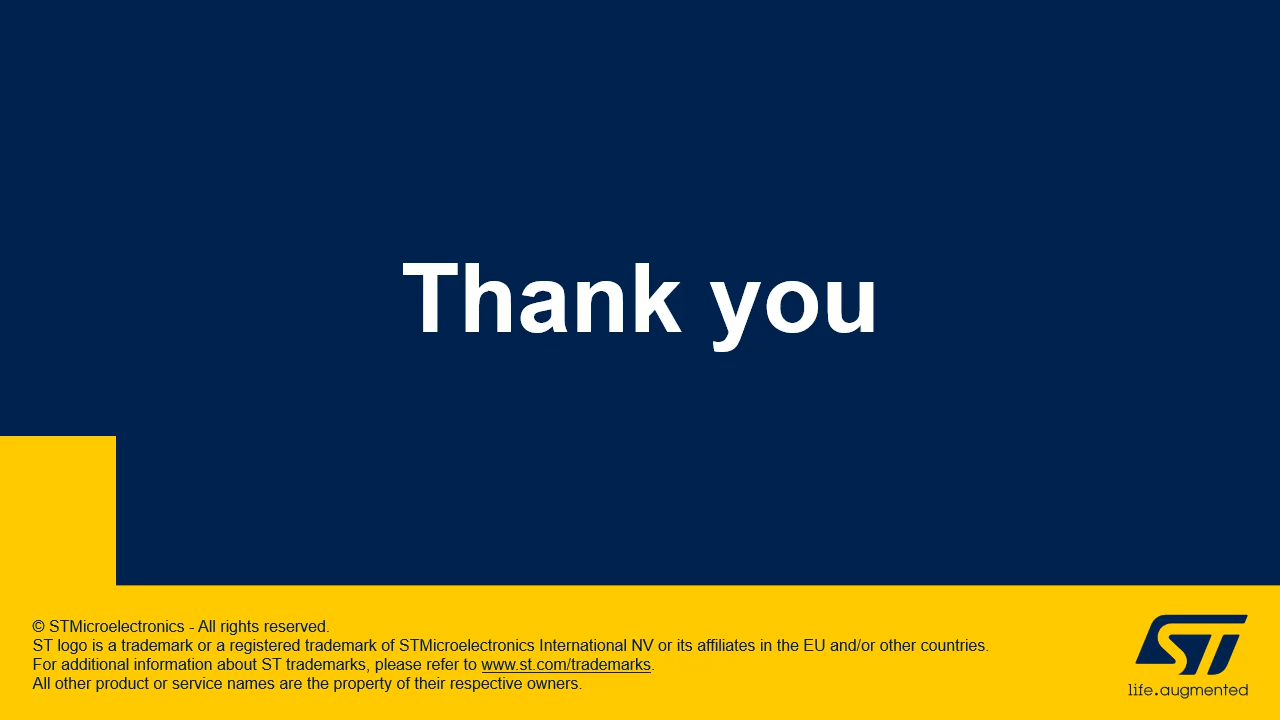 Thank you
© STMicroelectronics - All rights reserved.
ST logo is a trademark or a registered trademark of STMicroelectronics International NV or its affiliates in the EU and/or other countries.
For additional information about ST trademarks, please refer to www.st.com/trademarks.
All other product or service names are the property of their respective owners.
ST
life.augmented